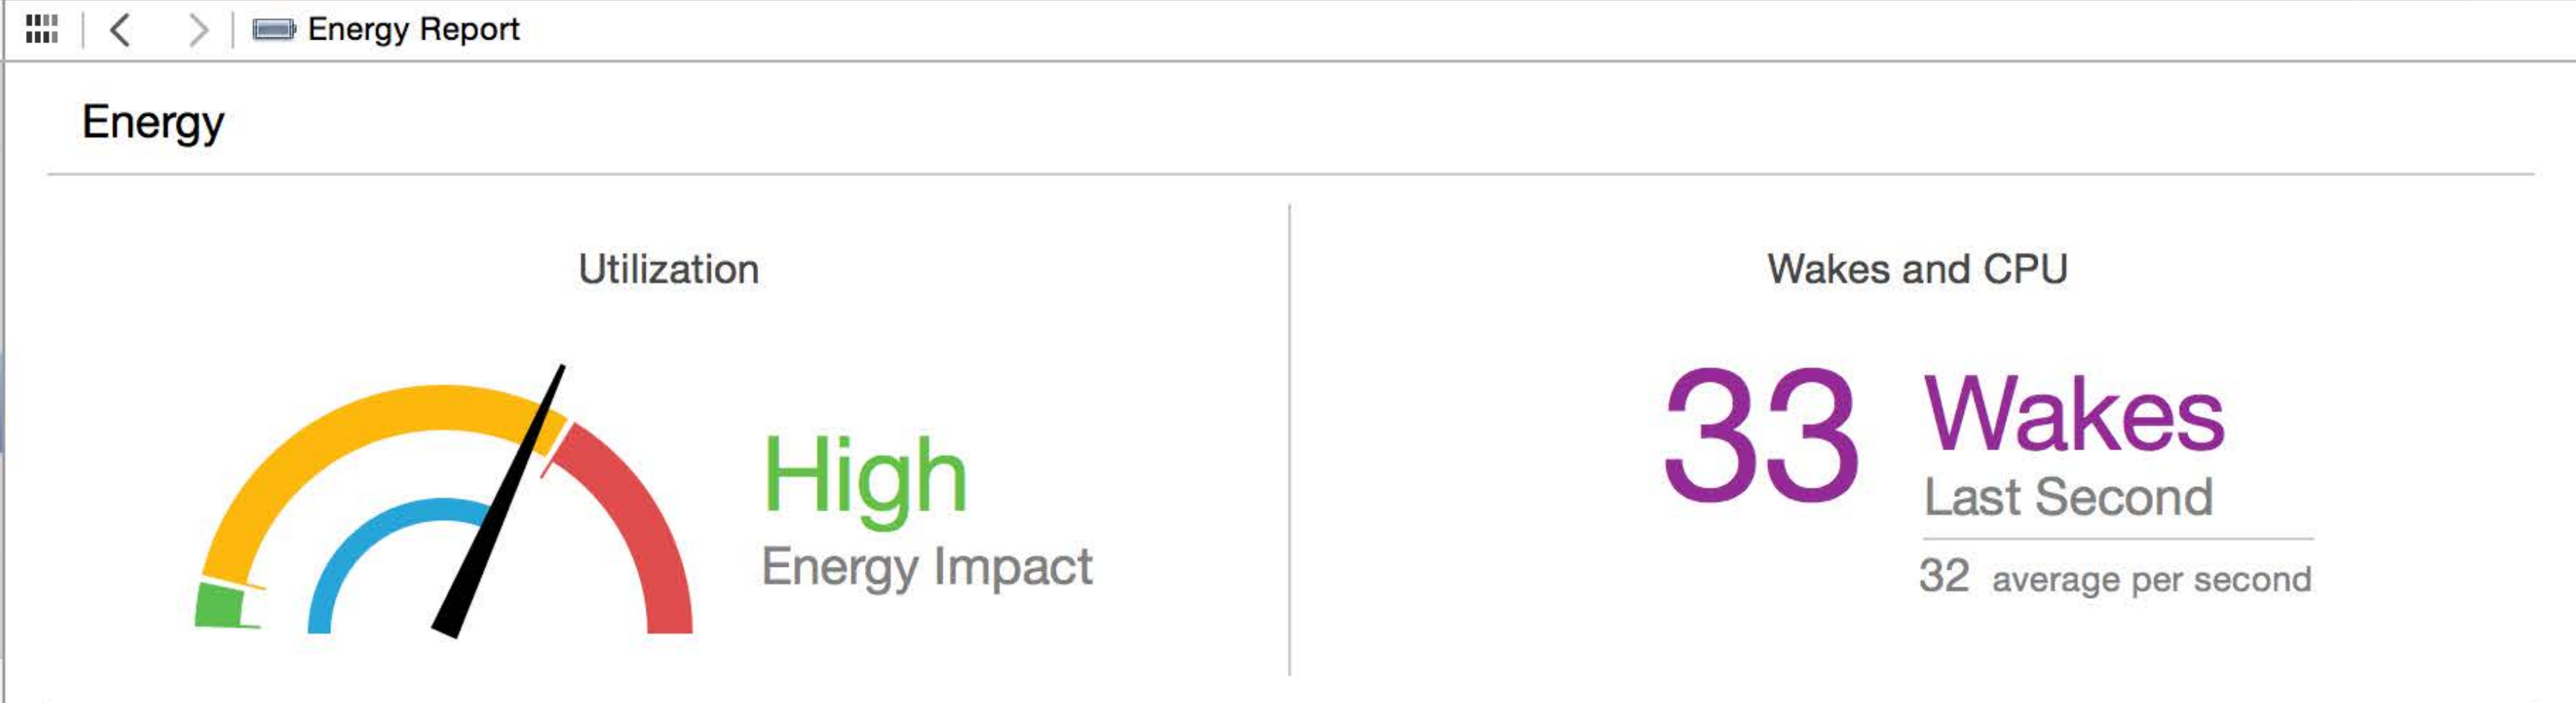 Energy Report
Energy
Utilization
High
Energy Impact
Wakes and CPU
33 Wakes
Last Second
32 average per second